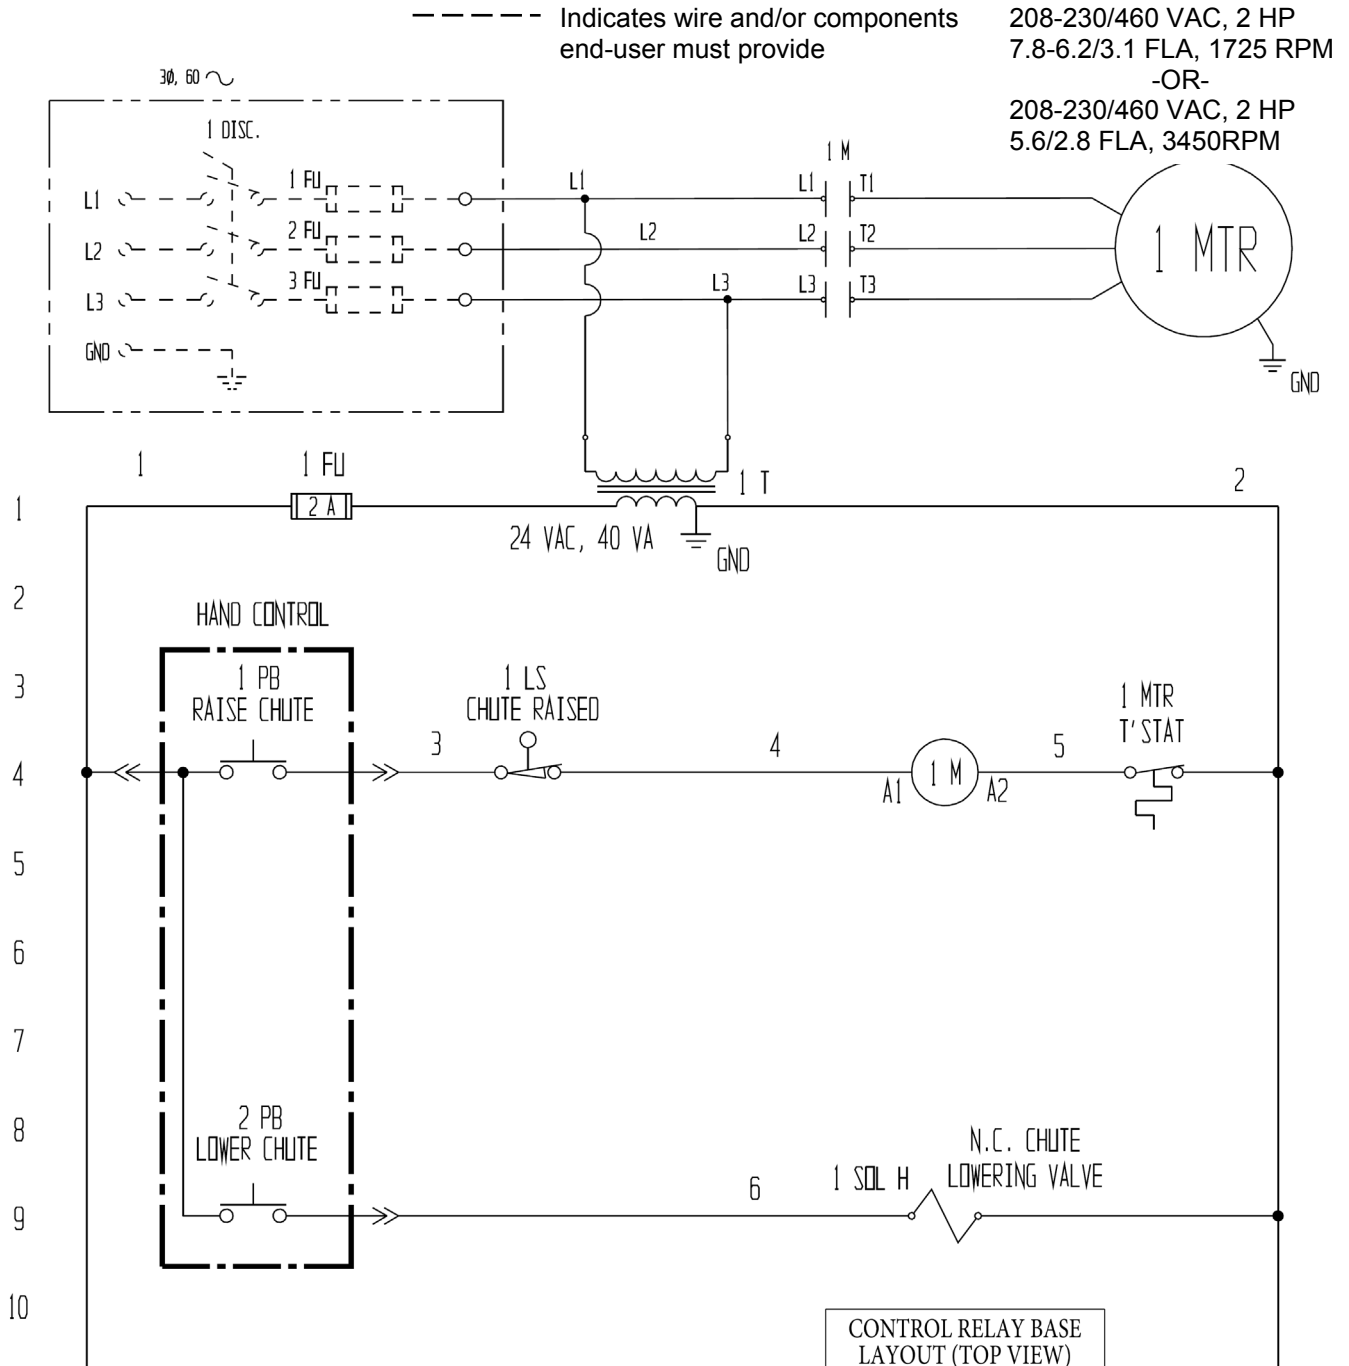 Indicates wire and/or components
end-user must provide
208-230/460 VAC, 2 HP
7.8-6.2/3.1 FLA, 1725 RPM
-OR-
208-230/460 VAC, 2 HP
5.6/2.8 FLA, 3450RPM
3Ø, 60
1 DISC.
1 M
L1
1 FU
L1
L1
T1
L2
2 FU
L2
L2
T2
1 MTR
L3
3 FU
L3
L3
T3
GND
GND
1
1 FU
1 T
2
1
2 A
24 VAC, 40 VA
GND
2
HAND CONTROL
3
1 PB
RAISE CHUTE
1 LS
CHUTE RAISED
1 MTR
T'STAT
3
4
5
4
A1
1 M
A2
5
6
7
8
2 PB
LOWER CHUTE
N.C. CHUTE
LOWERING VALVE
6
1 SOL H
9
10
CONTROL RELAY BASE
LAYOUT (TOP VIEW)